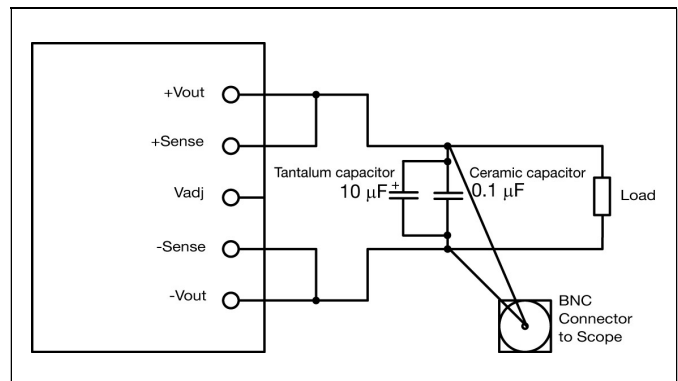 +Vout
+Sense
Vadj
-Sense
-Vout
Tantalum capacitor
10 µF
+
Ceramic capacitor
0.1 µF
Load
BNC
Connector
to Scope